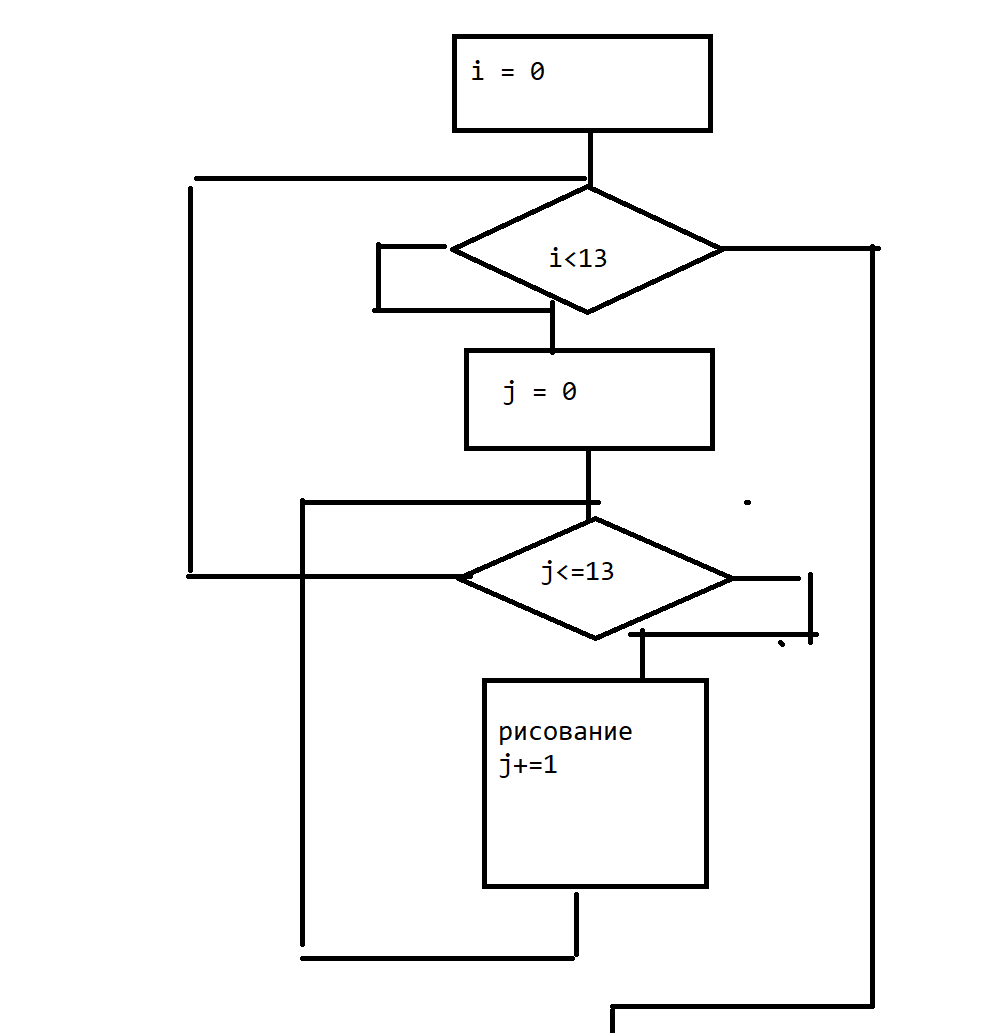 i = 0
i<13
j = 0
j<=13
рисование
j+=1